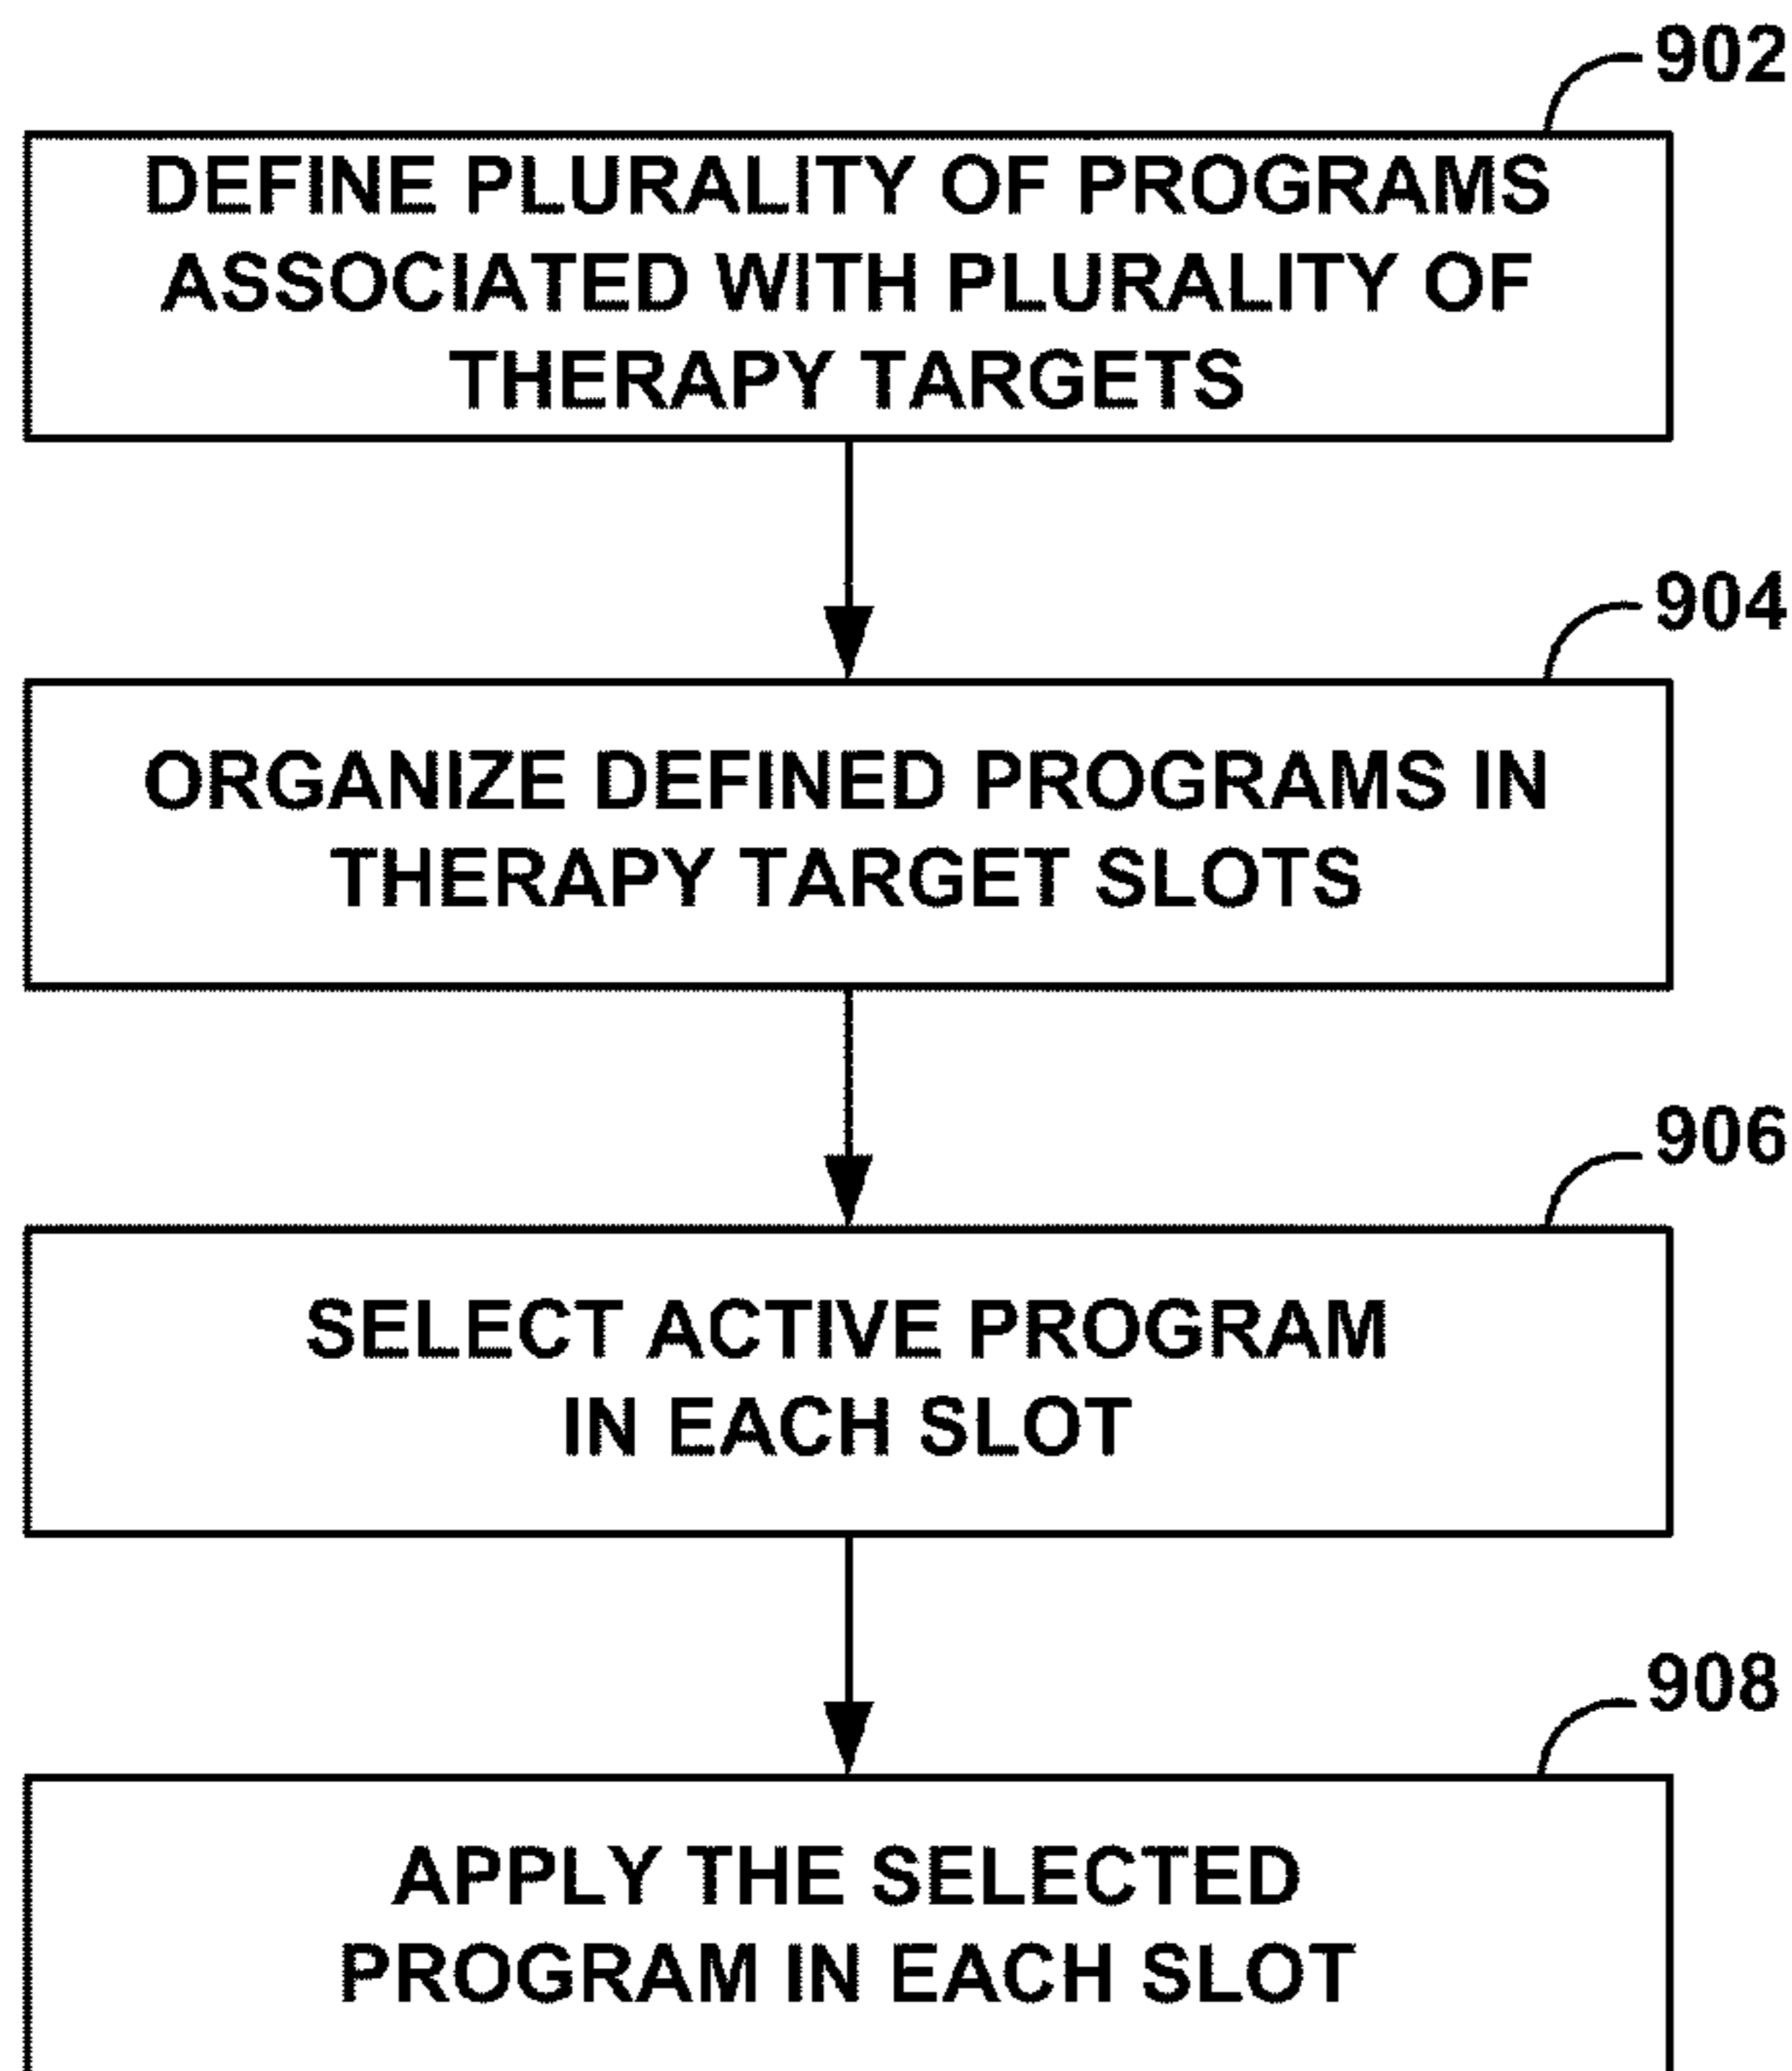 902
DEFINE PLURALITY OF PROGRAMS
ASSOCIATED WITH PLURALITY OF
THERAPY TARGETS
904
ORGANIZE DEFINED PROGRAMS IN
THERAPY TARGET SLOTS
906
SELECT ACTIVE PROGRAM
IN EACH SLOT
908
APPLY THE SELECTED
PROGRAM IN EACH SLOT